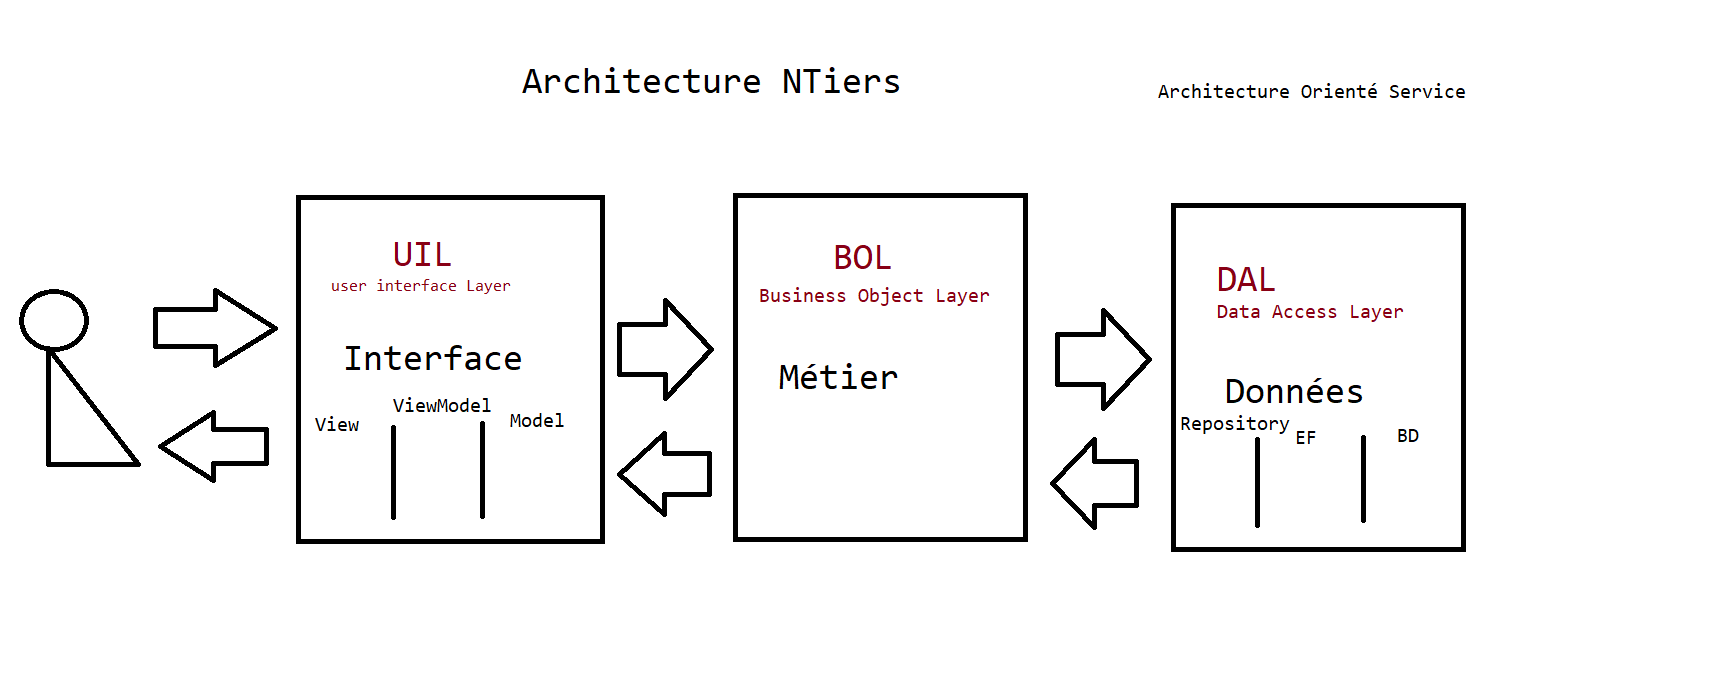 Architecture NTiers
Architecture Orienté Service
UIL
user interface Layer
Interface
View
ViewModel
Model
BOL
Business Object Layer
Métier
DAL
Data Access Layer
Données
Repository
EF
BD